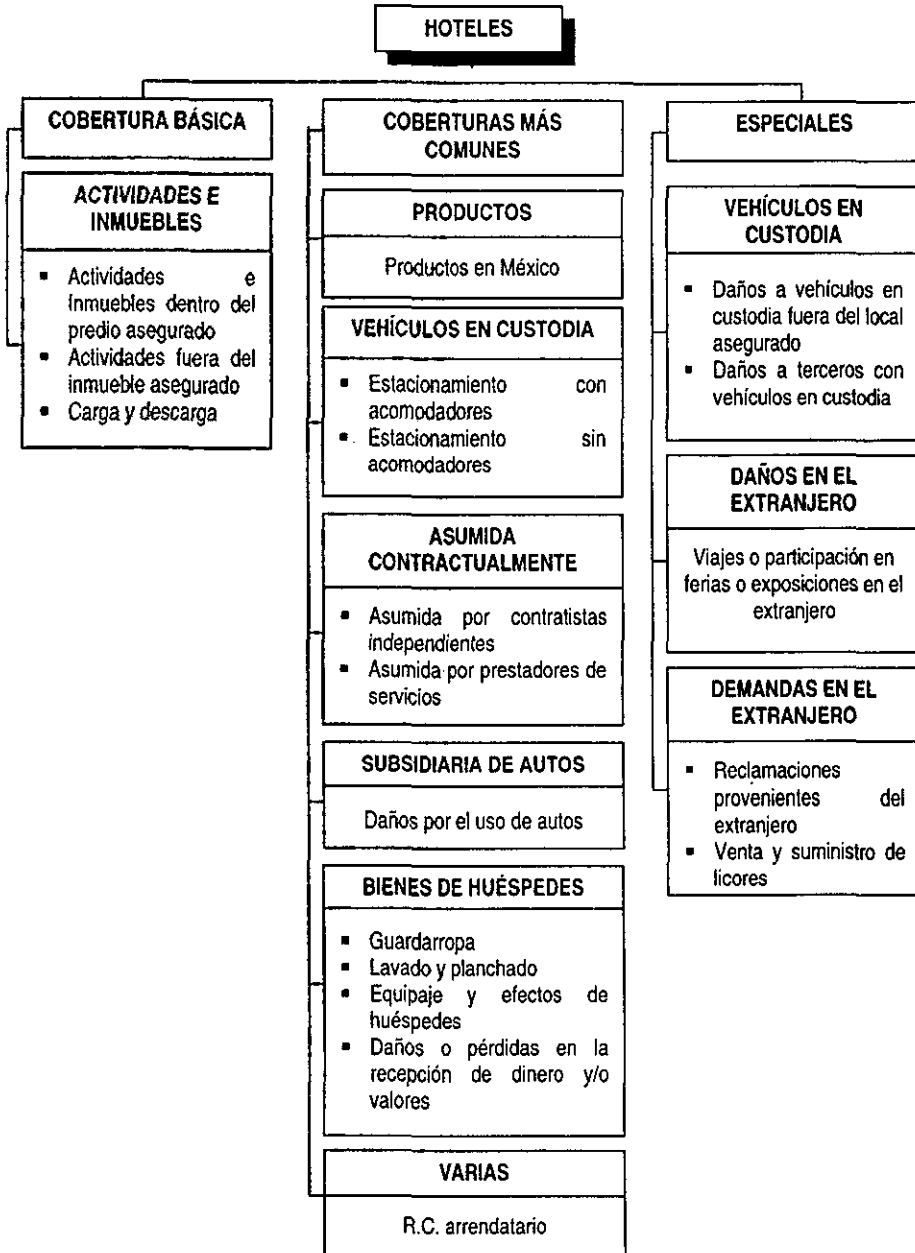 HOTELES
COBERTURA BÁSICA
ACTIVIDADES E
INMUEBLES
▪ Actividades e
Inmuebles dentro del
predio asegurado
▪ Actividades fuera del
inmueble asegurado
▪ Carga y descarga
COBERTURAS MÁS
COMUNES
PRODUCTOS
Productos en México
VEHÍCULOS EN CUSTODIA
▪ Estacionamiento con
acomodadores
▪ Estacionamiento sin
acomodadores
ASUMIDA
CONTRACTUALMENTE
▪ Asumida por contratistas
independientes
▪ Asumida por prestadores de
servicios
SUBSIDIARIA DE AUTOS
Daños por el uso de autos
BIENES DE HUÉSPEDES
▪ Guardarropa
▪ Lavado y planchado
▪ Equipaje y efectos de
huéspedes
▪ Daños o pérdidas en la
recepción de dinero y/o
valores
VARIAS
R.C. arrendatario
ESPECIALES
VEHÍCULOS EN
CUSTODIA
▪ Daños a vehículos en
custodia fuera del local
asegurado
▪ Daños a terceros con
vehículos en custodia
DAÑOS EN EL
EXTRANJERO
Viajes o participación en
ferias o exposiciones en el
extranjero
DEMANDAS EN EL
EXTRANJERO
▪ Reclamaciones
provenientes del
extranjero
▪ Venta y suministro de
licores